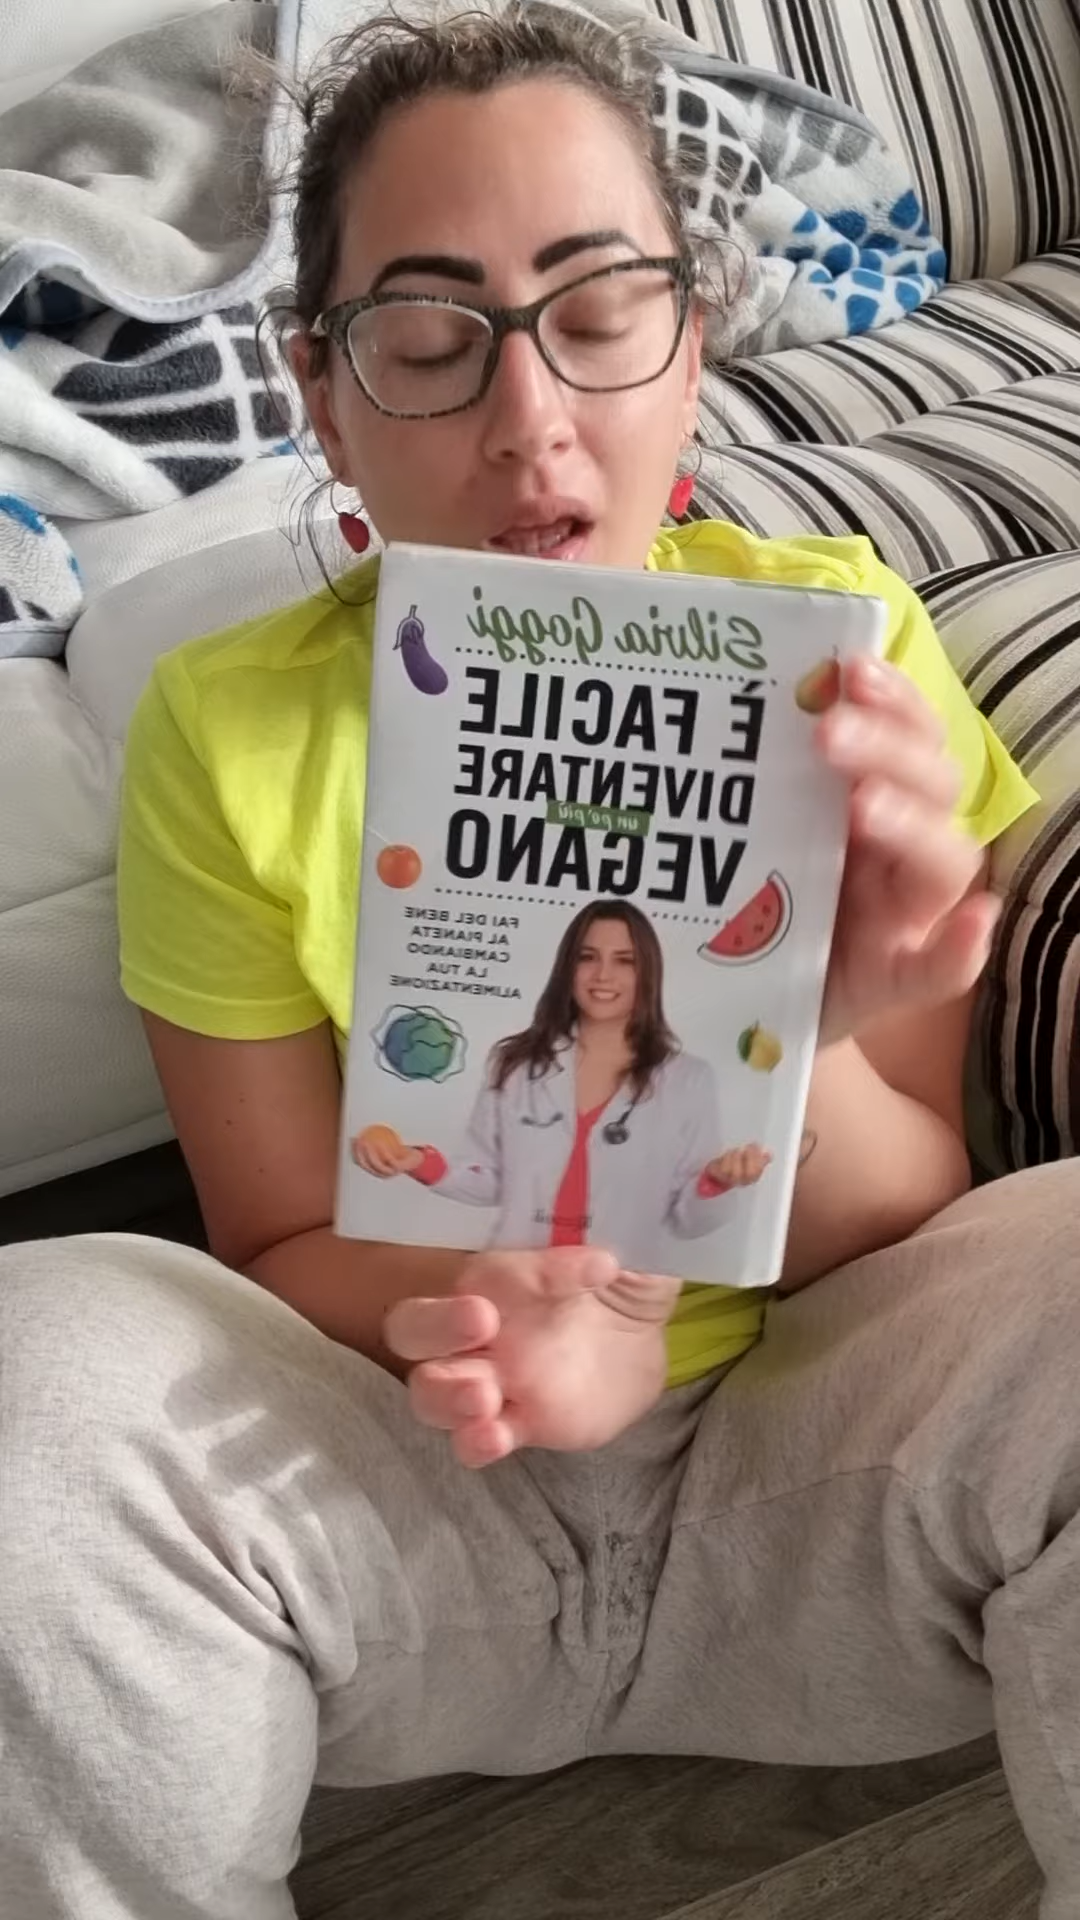 Silvia Goggi
È FACILE
DIVENTARE
un po' più
VEGANO
FAI DEL BENE
AL PIANETA
CAMBIANDO
LA TUA
ALIMENTAZIONE